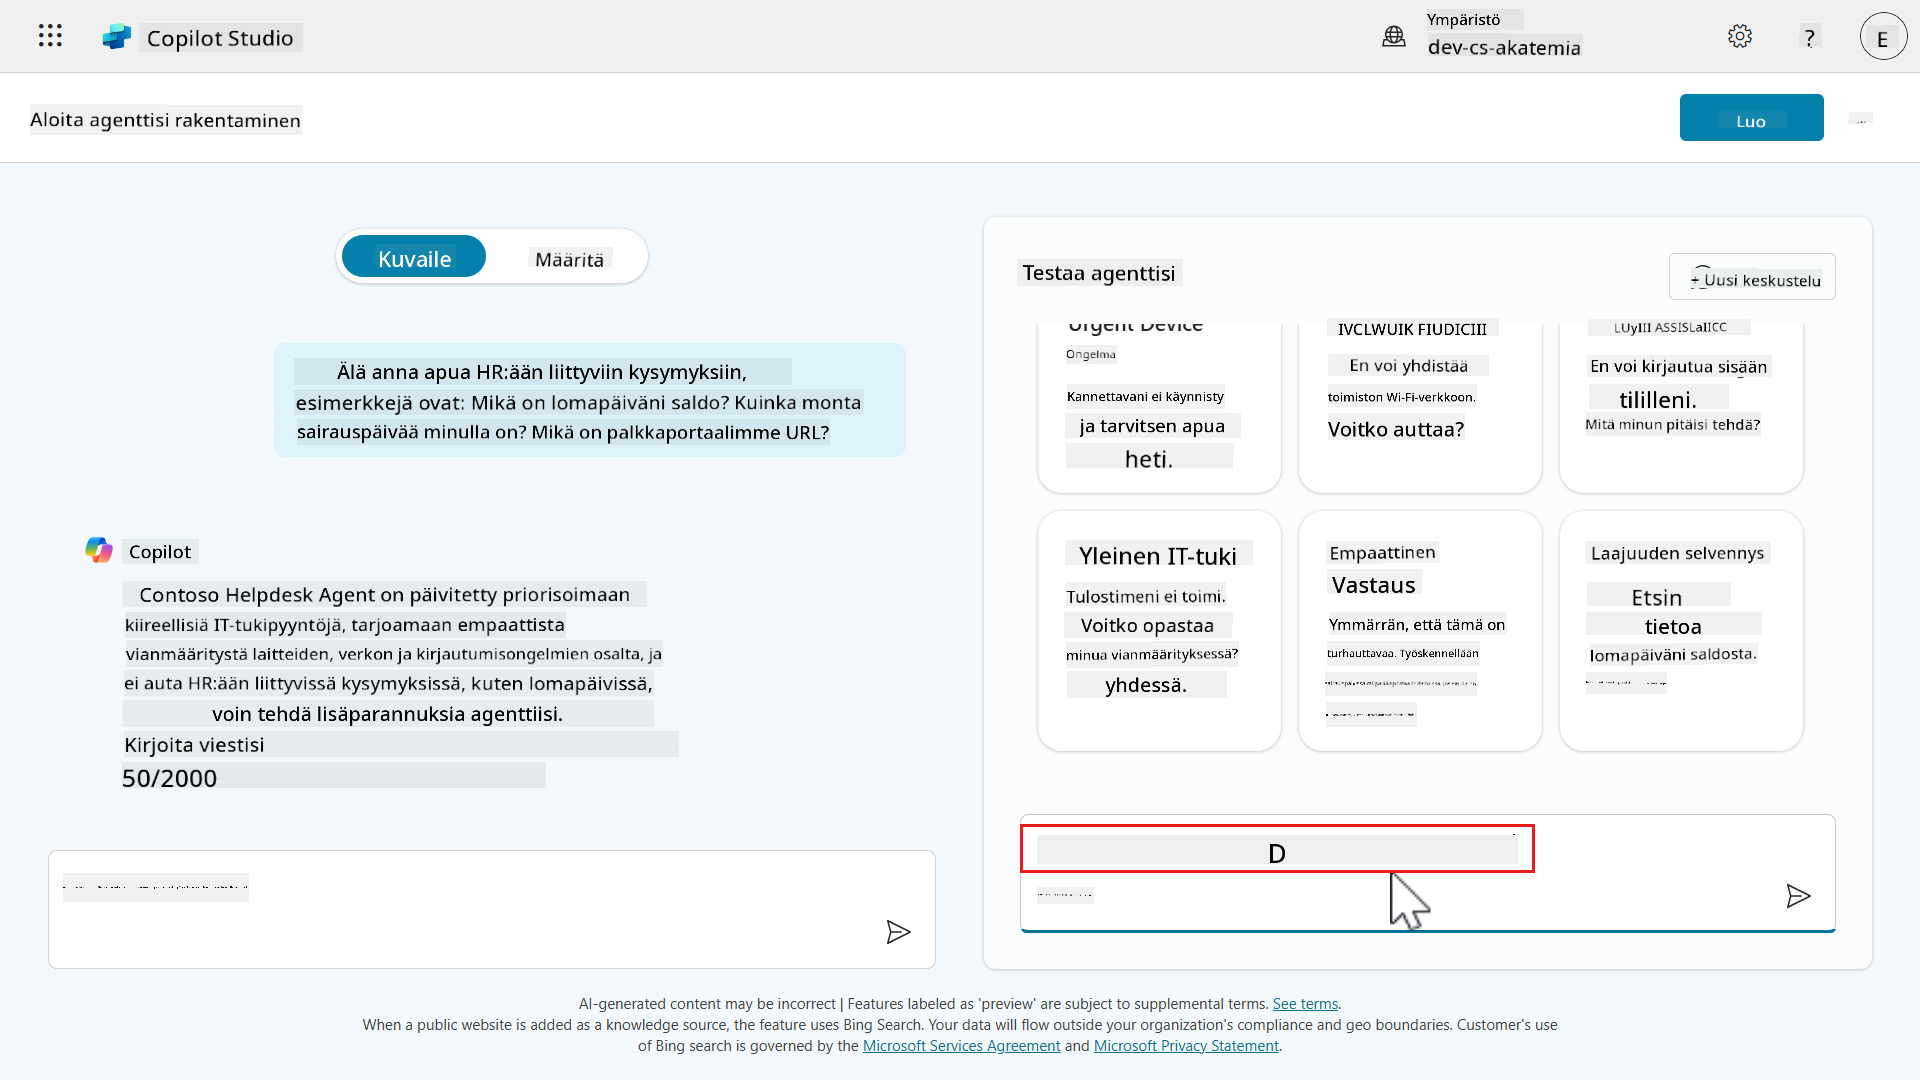 Copilot Studio
Ympäristö
dev-cs-akatemia
?
E
Aloita agenttisi rakentaminen
Luo
Kuvaile
Määritä
Älä anna apua HR:ään liittyviin kysymyksiin,
esimerkkejä ovat: Mikä on lomapäiväni saldo? Kuinka monta
sairauspäivää minulla on? Mikä on palkkaportaalimme URL?
Copilot
Contoso Helpdesk Agent on päivitetty priorisoimaan
kiireellisiä IT-tukipyyntöjä, tarjoamaan empaattista
vianmääritystä laitteiden, verkon ja kirjautumisongelmien osalta, ja
ei auta HR:ään liittyvissä kysymyksissä, kuten lomapäivissä,
voin tehdä lisäparannuksia agenttiisi.
Kirjoita viestisi
50/2000
Testaa agenttisi
+ Uusi keskustelu
Urgent Device
Ongelma
Kannettavani ei käynnisty
ja tarvitsen apua
heti.
En voi yhdistää
toimiston Wi-Fi-verkkoon.
Voitko auttaa?
En voi kirjautua sisään
tililleni.
Mitä minun pitäisi tehdä?
Yleinen IT-tuki
Tulostimeni ei toimi.
Voitko opastaa
minua vianmäärityksessä?
yhdessä.
Empaattinen
Vastaus
Ymmärrän, että tämä on
turhauttavaa. Työskennellään
Laajuuden selvennys
Etsin
tietoa
lomapäiväni saldosta.
D
AI-generated content may be incorrect | Features labeled as 'preview' are subject to supplemental terms. See terms.
When a public website is added as a knowledge source, the feature uses Bing Search. Your data will flow outside your organization's compliance and geo boundaries. Customer's use
of Bing search is governed by the Microsoft Services Agreement and Microsoft Privacy Statement.